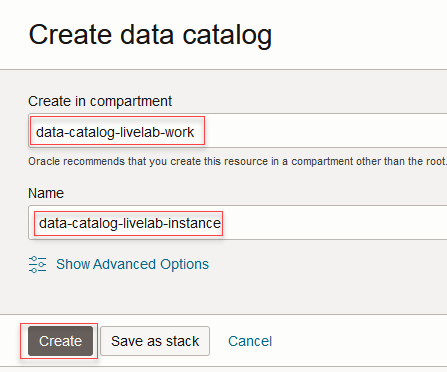 Create data catalog
Create in compartment
data-catalog-livelab-work
Oracle recommends that you create this resource in a compartment other than the root.
Name
data-catalog-livelab-instance
Show Advanced Options
Create
Save as stack
Cancel